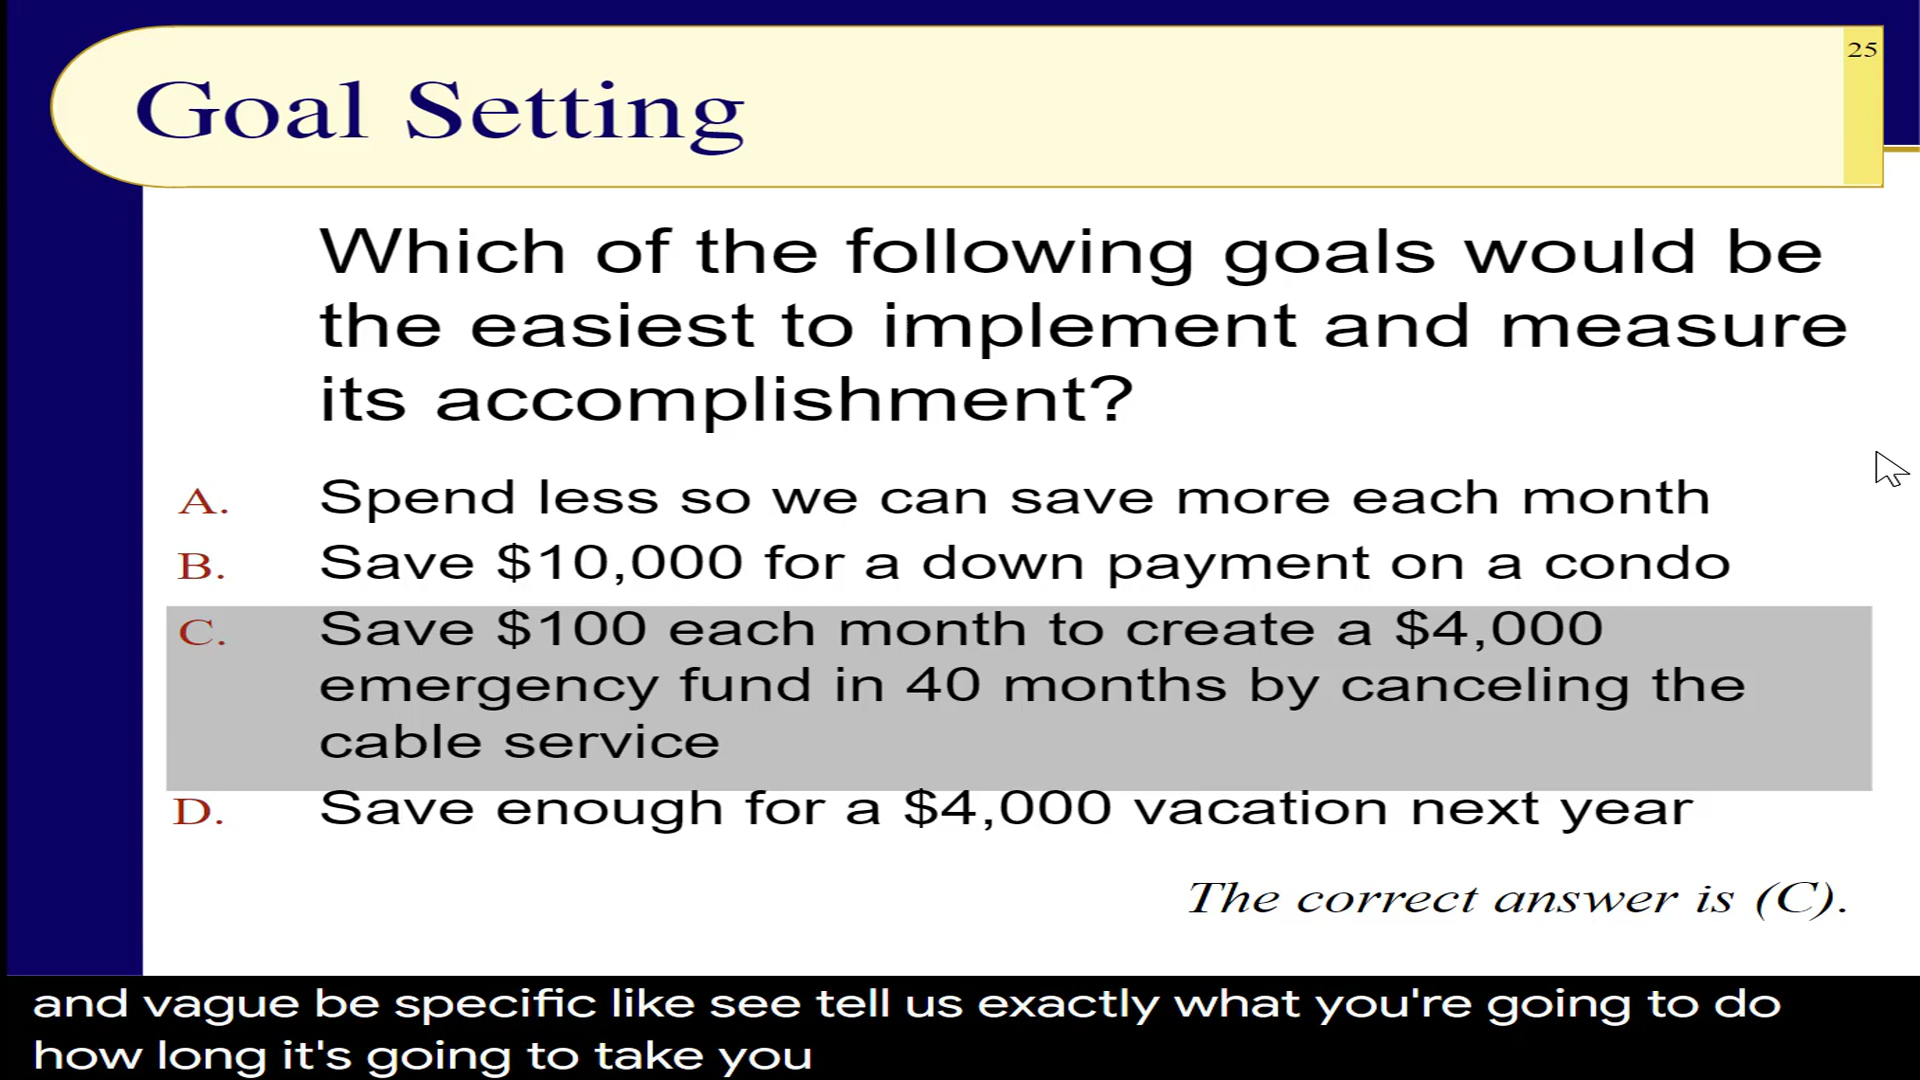 25
Goal Setting
Which of the following goals would be
the easiest to implement and measure
its accomplishment?
A. Spend less so we can save more each month
B. Save $10,000 for a down payment on a condo
C. Save $100 each month to create a $4,000
emergency fund in 40 months by canceling the
cable service
D. Save enough for a $4,000 vacation next year
The correct answer is (C).
and vague be specific like see tell us exactly what you're going to do
how long it's going to take you